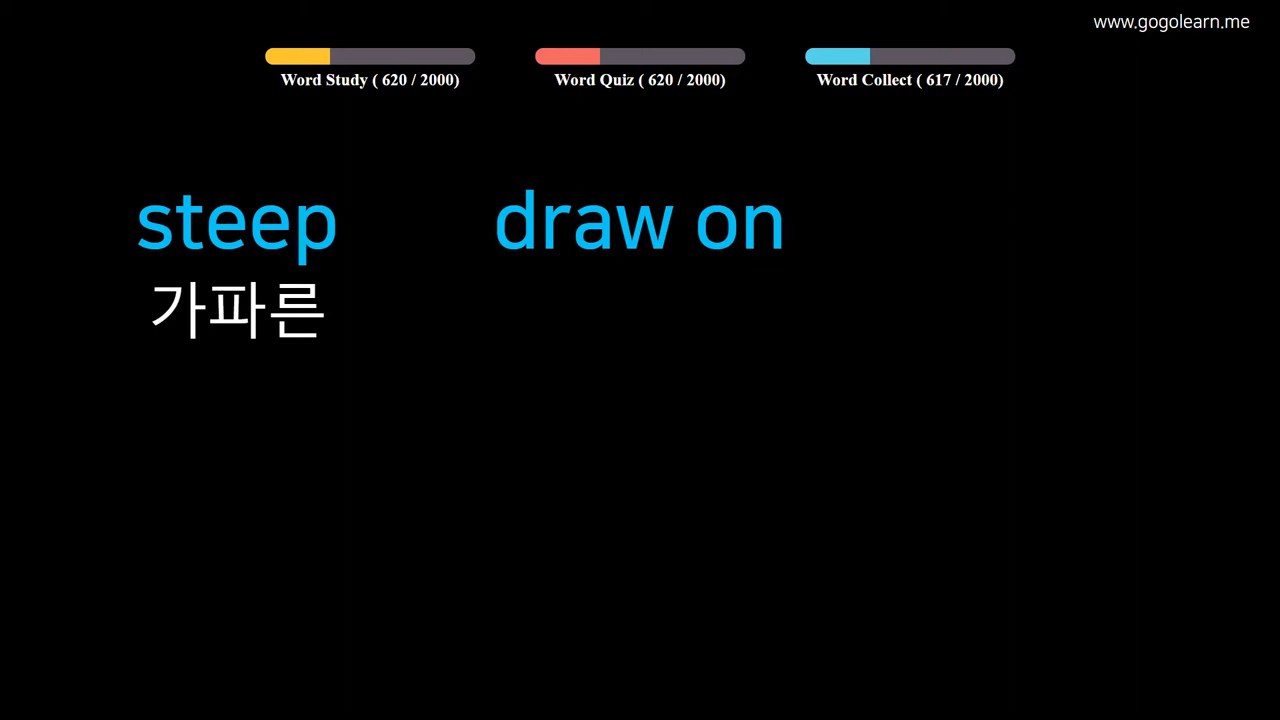 www.gogolearn.me
Word Study ( 620 / 2000)
Word Quiz ( 620 / 2000)
Word Collect ( 617 / 2000)
steep
draw on
가파른